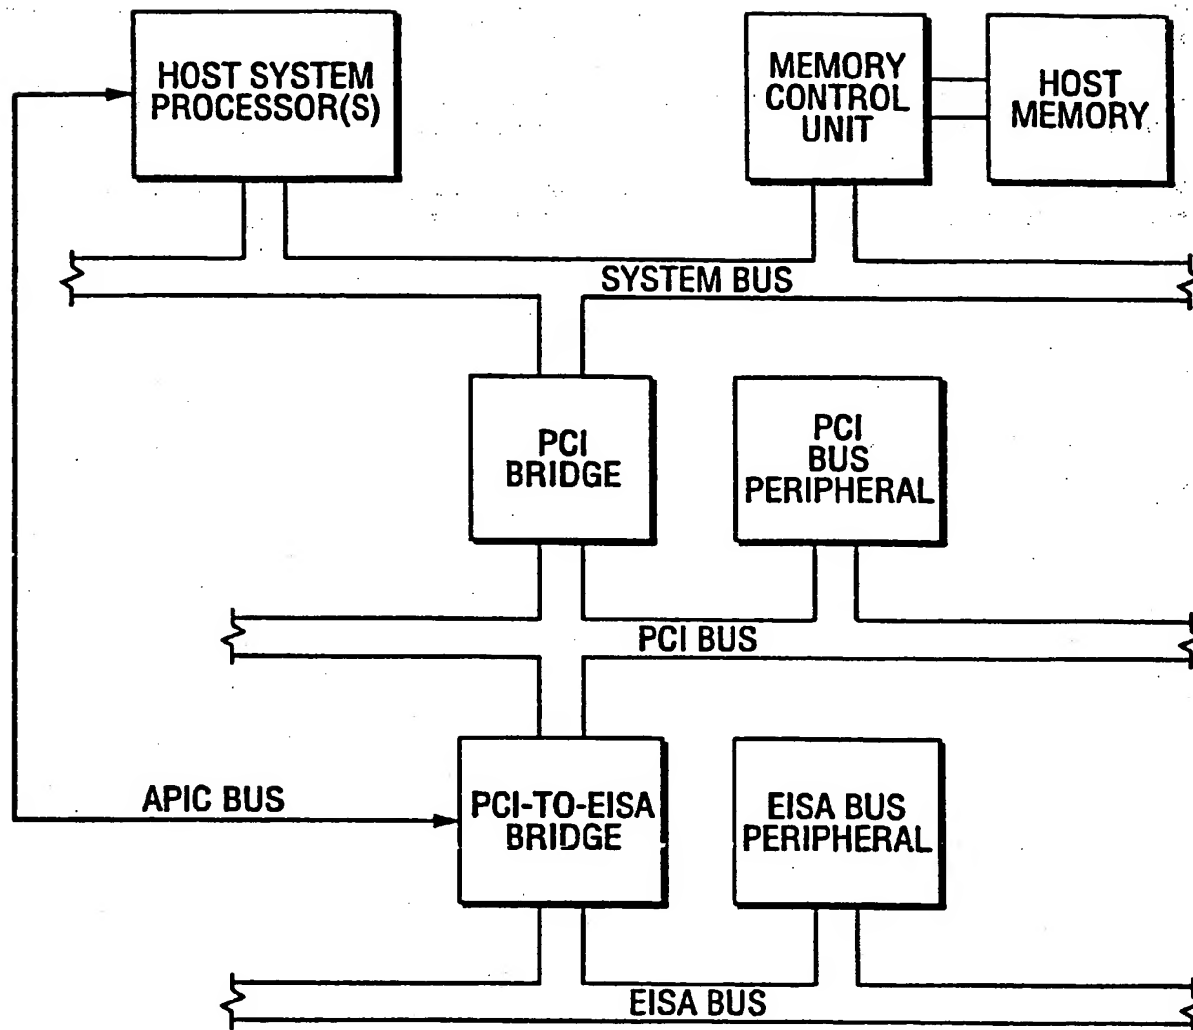 HOST SYSTEM
PROCESSOR(S)
MEMORY
CONTROL
UNIT
HOST
MEMORY
SYSTEM BUS
PCI
BRIDGE
PCI
BUS
PERIPHERAL
PCI BUS
APIC BUS
PCI-TO-EISA
BRIDGE
EISA BUS
PERIPHERAL
EISA BUS